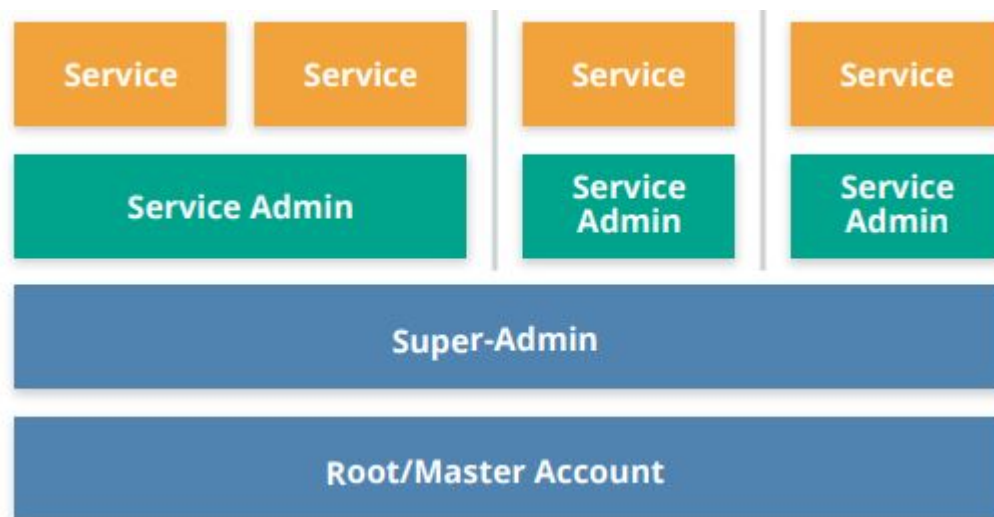 Service
Service
Service
Service
Service Admin
Service
Admin
Service
Admin
Super-Admin
Root/Master Account